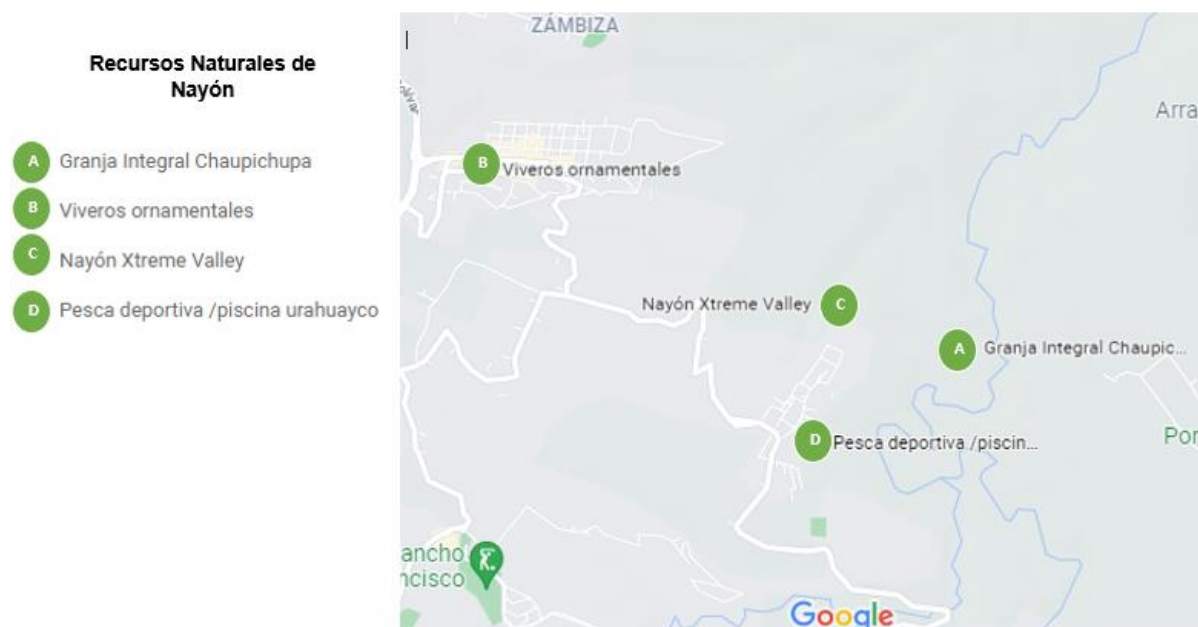 Recursos Naturales de
Nayón
A Granja Integral Chaupichupa
B Viveros ornamentales
C Nayón Xtreme Valley
D Pesca deportiva /piscina urahuayco
ZÁMBIZA
Arra
B Viveros ornamentales
Nayón Xtreme Valley C
A Granja Integral Chaupic...
D Pesca deportiva /piscin...
Por
ancho
ncisco
Google